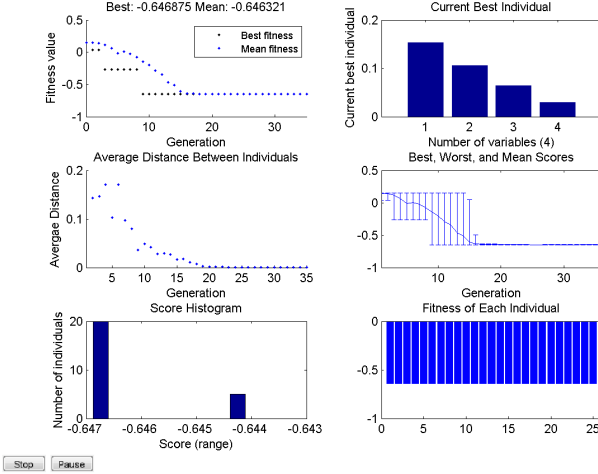 Best: -0.646875 Mean: -0.646321
Best fitness
Mean fitness
Fitness value
0.5
0
-0.5
-1
0 10 20 30
Generation
Current Best Individual
Current best individual
0.2
0.1
0
1 2 3 4
Number of variables (4)
Average Distance Between Individuals
Avergae Distance
0.2
0.1
0
5 10 15 20 25 30 35
Generation
Best, Worst, and Mean Scores
0.5
0
-0.5
-1
10 20 30
Generation
Score Histogram
Number of individuals
20
10
0
-0.647 -0.646 -0.645 -0.644 -0.643
Score (range)
Fitness of Each Individual
0
-0.5
-1
0 5 10 15 20 25
Stop Pause